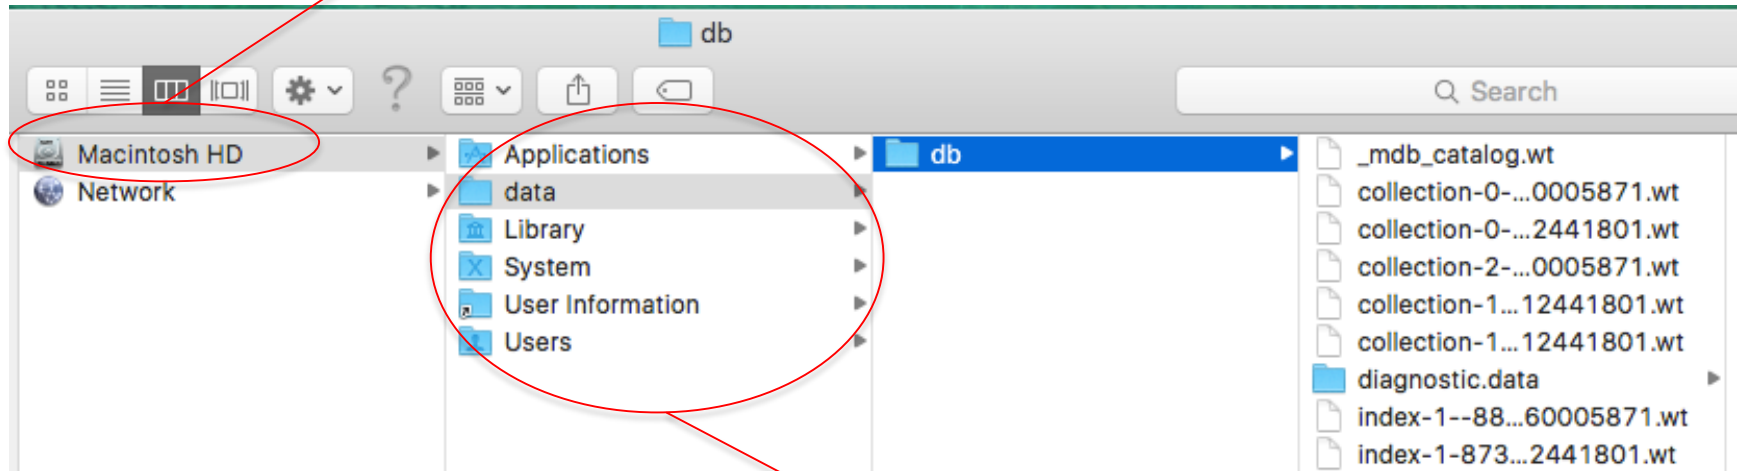 db
Search
Macintosh HD
Network
Applications
data
Library
System
User Information
Users
db
_mdb_catalog.wt
collection-0-...0005871.wt
collection-0-...2441801.wt
collection-2-...0005871.wt
collection-1...12441801.wt
collection-1...12441801.wt
diagnostic.data
index-1--88...60005871.wt
index-1-873...2441801.wt